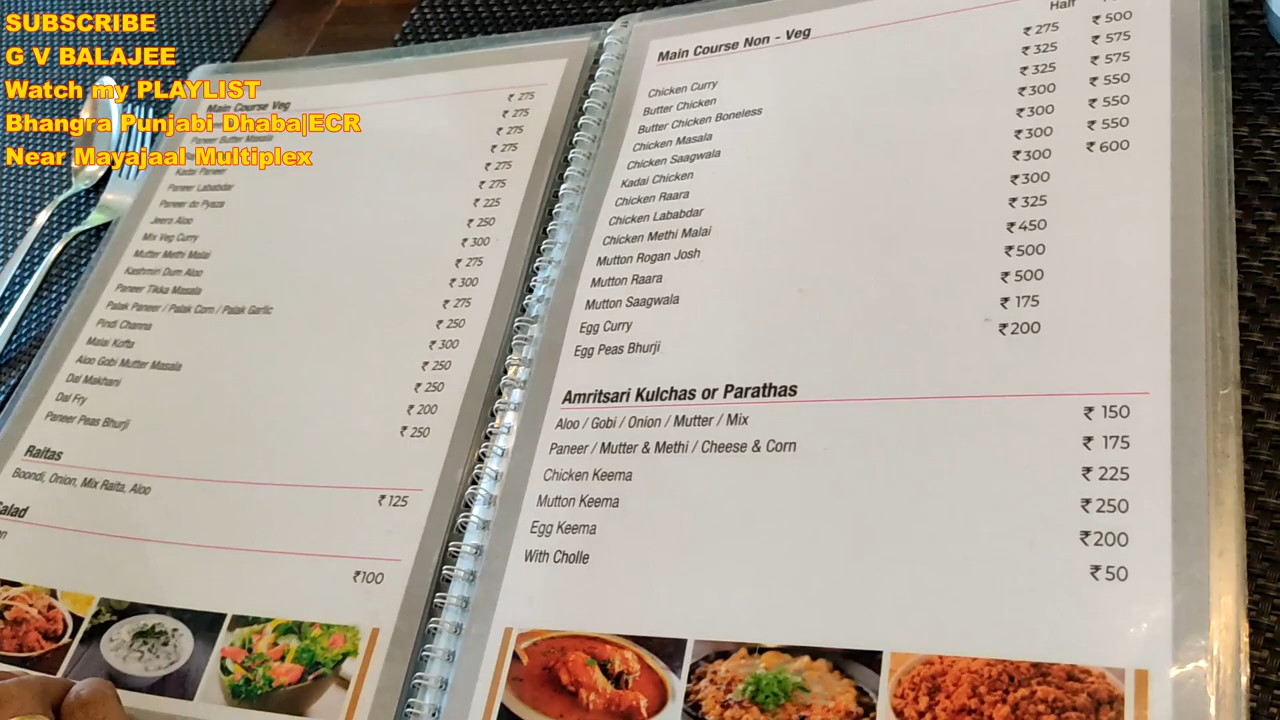 SUBSCRIBE
G V BALAJEE
Watch my PLAYLIST
Bhangra Punjabi Dhaba|ECR
Near Mayajaal Multiplex
Main Course Veg
₹ 275
₹ 275
Paneer Butter Masala ₹ 275
₹ 275
Kadai Paneer ₹ 275
Paneer Lababdar ₹ 275
Paneer do Pyaza ₹ 225
Jeera Aloo ₹ 250
Mix Veg Curry ₹ 300
Mutter Methi Malai ₹ 275
Kashmiri Dum Aloo ₹ 300
Paneer Tikka Masala ₹ 275
Palak Paneer / Palak Corn / Palak Garlic ₹ 250
Pindi Channa ₹ 300
Malai Kofta ₹ 250
Aloo Gobi Mutter Masala ₹ 250
Dal Makhani ₹ 200
Dal Fry ₹ 250
Paneer Peas Bhurji
Raitas
Boondi, Onion, Mix Raita, Aloo ₹ 125
Salad
₹100
Main Course Non - Veg Half
Chicken Curry ₹ 275 ₹ 500
Butter Chicken ₹ 325 ₹ 575
Butter Chicken Boneless ₹ 325 ₹ 575
Chicken Masala ₹ 300 ₹ 550
Chicken Saagwala ₹ 300 ₹ 550
Kadai Chicken ₹ 300 ₹ 550
Chicken Raara ₹ 300 ₹ 600
Chicken Lababdar ₹ 300
Chicken Methi Malai ₹ 325
Mutton Rogan Josh ₹ 450
Mutton Raara ₹ 500
Mutton Saagwala ₹ 500
Egg Curry ₹ 175
Egg Peas Bhurji ₹ 200
Amritsari Kulchas or Parathas
Aloo / Gobi / Onion / Mutter / Mix ₹ 150
Paneer / Mutter & Methi / Cheese & Corn ₹ 175
Chicken Keema ₹ 225
Mutton Keema ₹ 250
Egg Keema ₹ 200
With Cholle ₹ 50